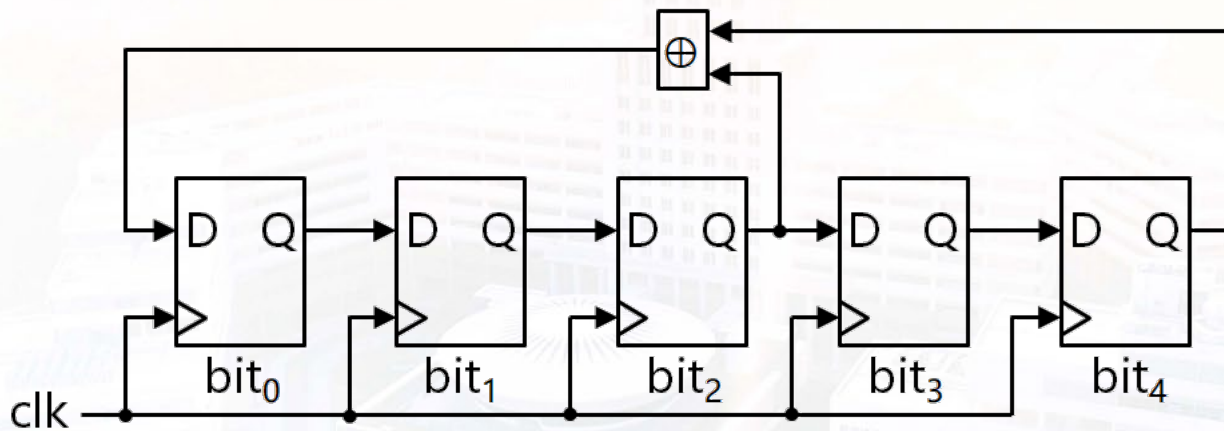 ⊕
D Q D Q D Q D Q D Q
bit₀ bit₁ bit₂ bit₃ bit₄
clk